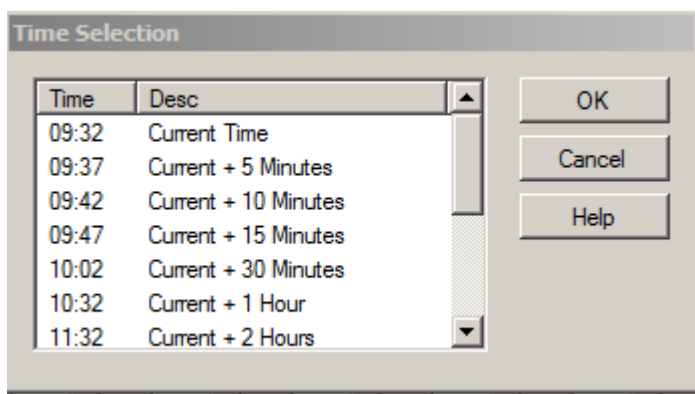 Time Selection
Time Desc
09:32 Current Time
09:37 Current + 5 Minutes
09:42 Current + 10 Minutes
09:47 Current + 15 Minutes
10:02 Current + 30 Minutes
10:32 Current + 1 Hour
11:32 Current + 2 Hours
OK
Cancel
Help